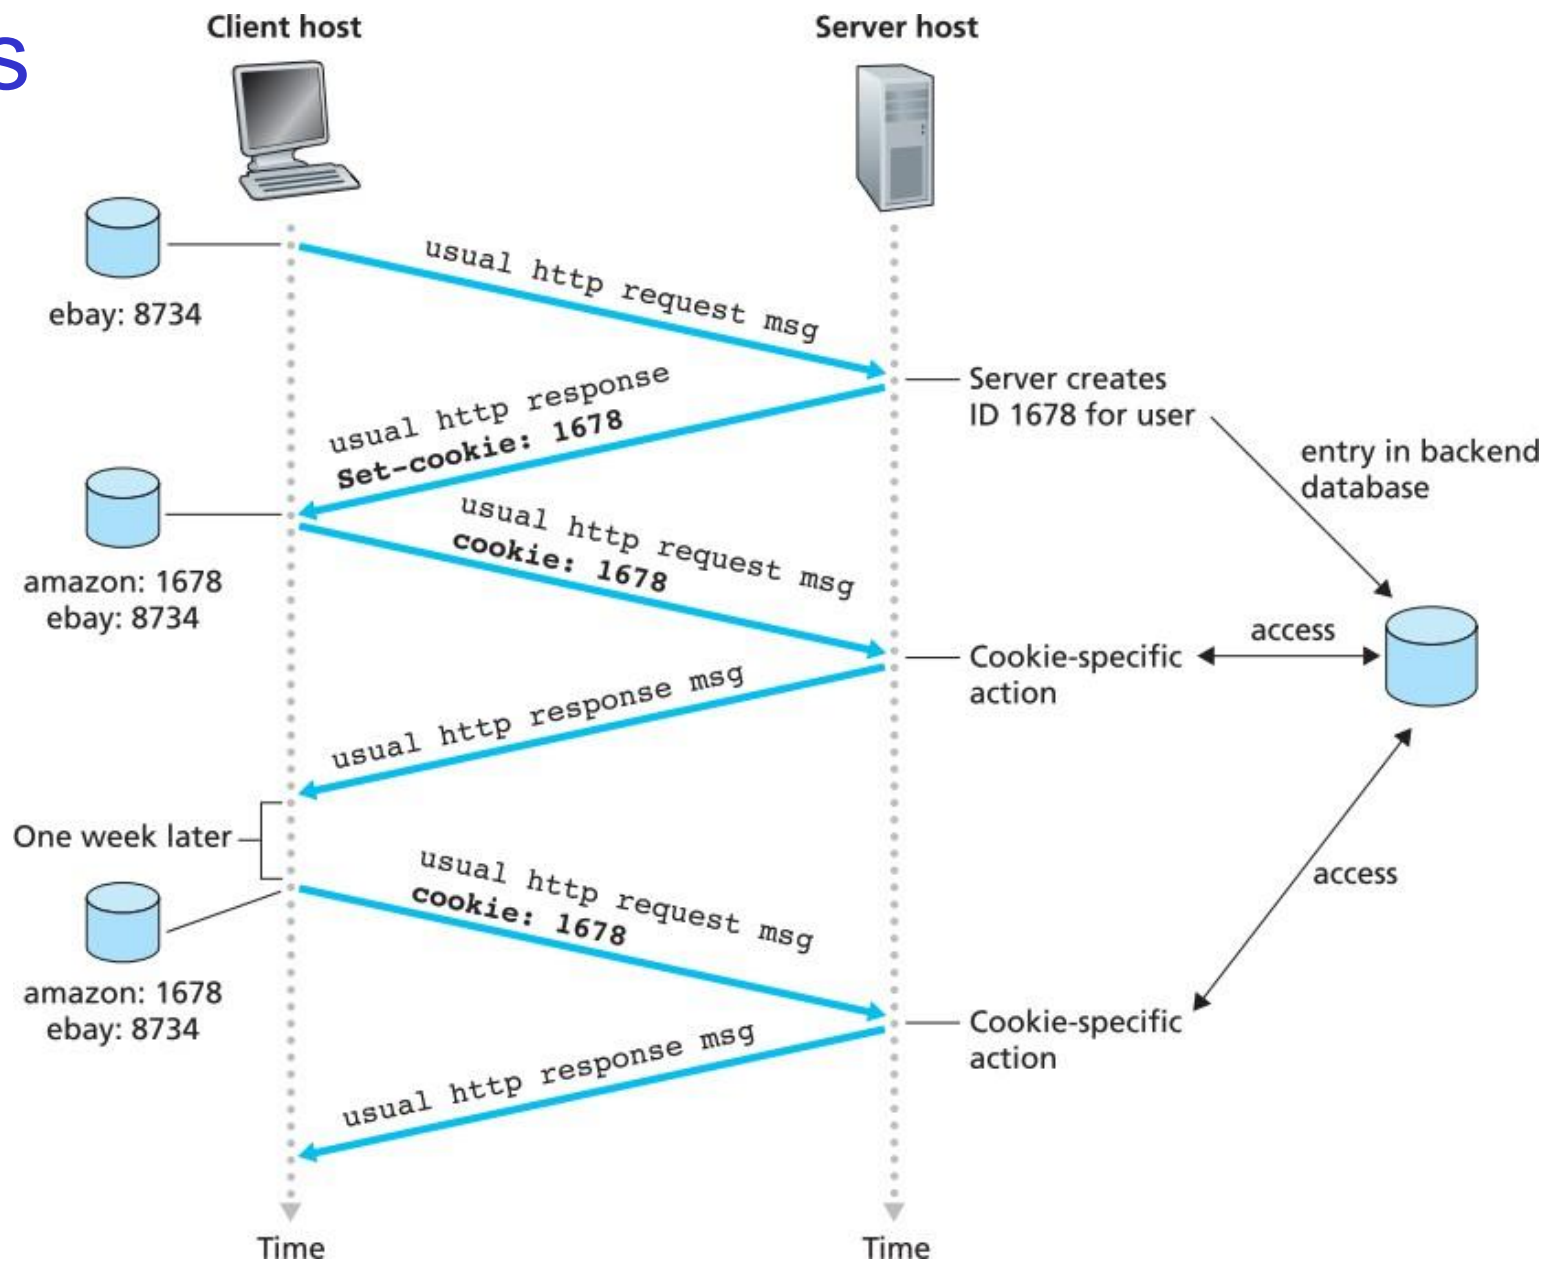 s
Client host
Server host
ebay: 8734
usual http request msg
Server creates
ID 1678 for user
entry in backend
database
usual http response
Set-cookie: 1678
amazon: 1678
ebay: 8734
usual http request msg
cookie: 1678
Cookie-specific
action
access
usual http response msg
One week later
amazon: 1678
ebay: 8734
usual http request msg
cookie: 1678
access
Cookie-specific
action
usual http response msg
Time
Time